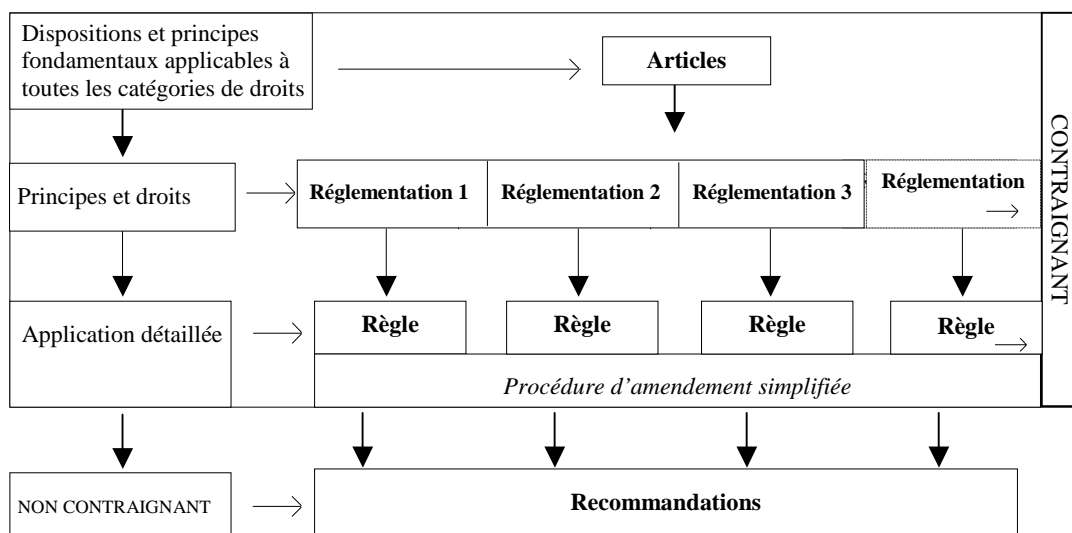 Dispositions et principes
fondamentaux applicables à
toutes les catégories de droits
Articles
CONTRAIGNANT
Principes et droits
Réglementation 1
Réglementation 2
Réglementation 3
Réglementation
Application détaillée
Règle
Règle
Règle
Règle
Procédure d’amendement simplifiée
NON CONTRAIGNANT
Recommandations